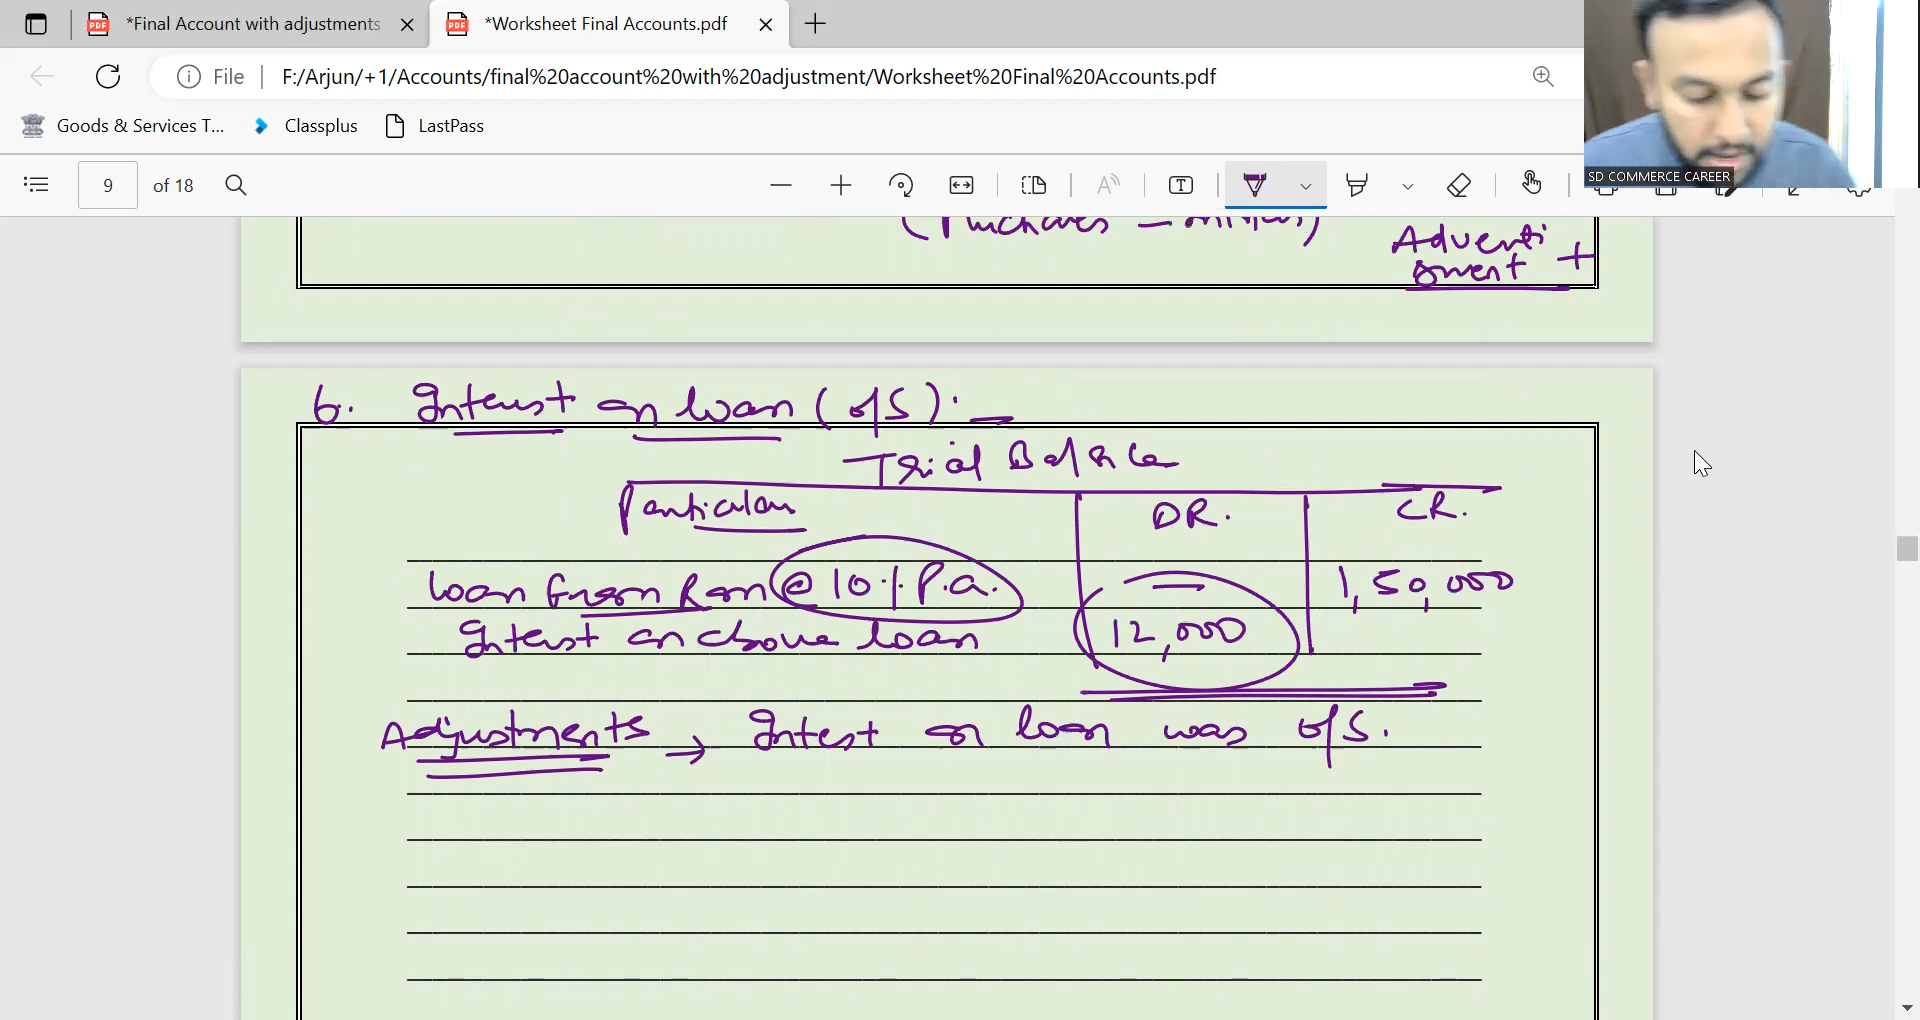 *Final Account with adjustments
*Worksheet Final Accounts.pdf
File F:/Arjun/+1/Accounts/final%20account%20with%20adjustment/Worksheet%20Final%20Accounts.pdf
Goods & Services T... Classplus LastPass
SD COMMERCE CAREER
9 of 18
(Purchases —
Adverti
sment +
6. Interest on loan (o/s):-
Trial Balance
Particulars DR. CR.
Loan From Ram @ 10% P.a. — 1,50,000
Interest on above loan 12,000
Adjustments → Interest on loan was o/s.